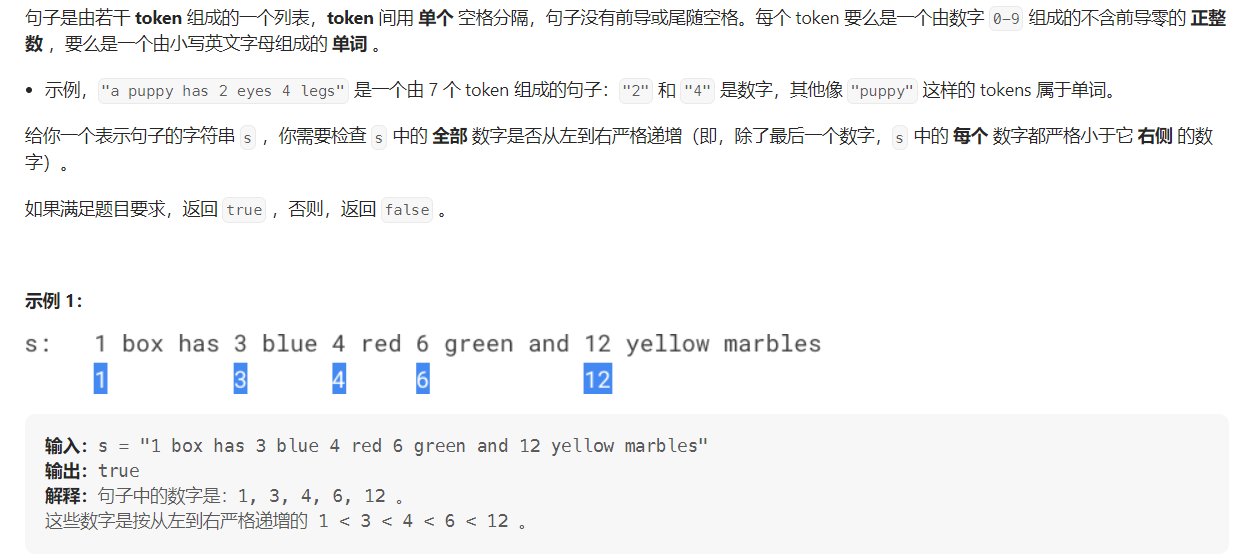 句子是由若干 token 组成的一个列表，token 间用 单个 空格分隔，句子没有前导或尾随空格。每个 token 要么是一个由数字 0-9 组成的不含前导零的 正整
数 ，要么是一个由小写英文字母组成的 单词 。
• 示例，"a puppy has 2 eyes 4 legs" 是一个由 7 个 token 组成的句子："2" 和 "4" 是数字，其他像 "puppy" 这样的 tokens 属于单词。
给你一个表示句子的字符串 s ，你需要检查 s 中的 全部 数字是否从左到右严格递增（即，除了最后一个数字，s 中的 每个 数字都严格小于它 右侧 的数
字）。
如果满足题目要求，返回 true ，否则，返回 false 。
示例 1：
s: 1 box has 3 blue 4 red 6 green and 12 yellow marbles
1 3 4 6 12
输入：s = "1 box has 3 blue 4 red 6 green and 12 yellow marbles"
输出：true
解释：句子中的数字是：1, 3, 4, 6, 12 。
这些数字是按从左到右严格递增的 1 < 3 < 4 < 6 < 12 。